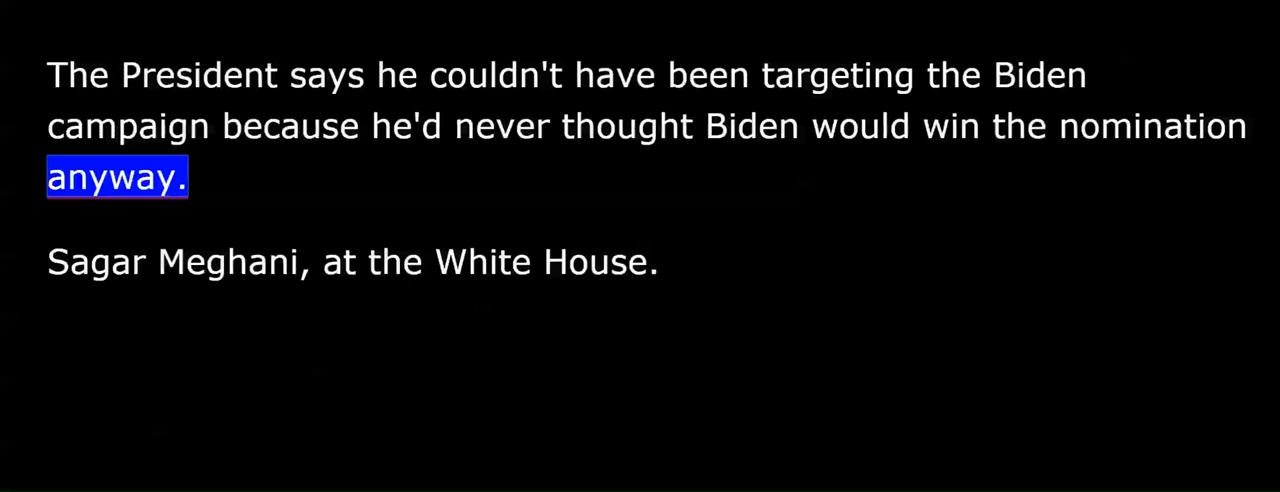 The President says he couldn't have been targeting the Biden
campaign because he'd never thought Biden would win the nomination
anyway.
Sagar Meghani, at the White House.